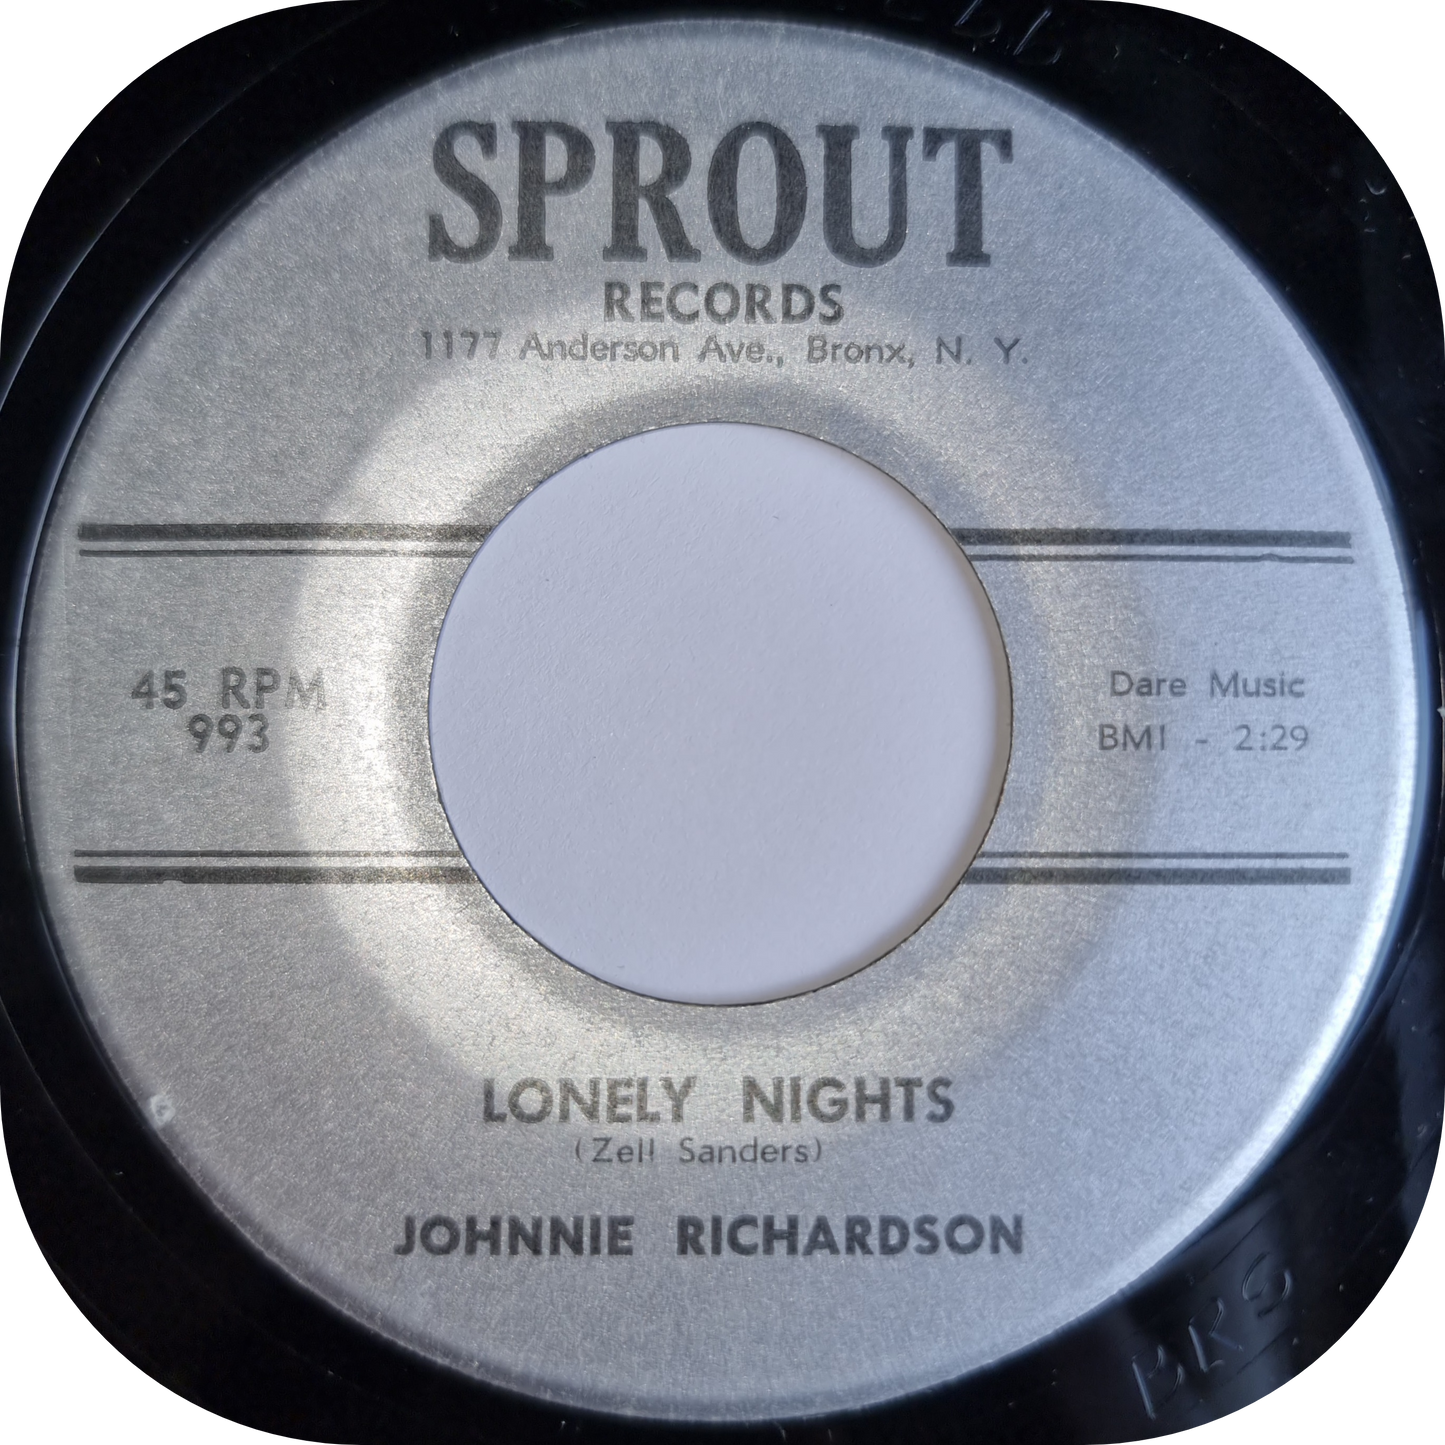 SPROUT
RECORDS
1177 Anderson Ave., Bronx, N. Y.
45 RPM
993
Dare Music
BMI - 2:29
LONELY NIGHTS
(Zell Sanders)
JOHNNIE RICHARDSON